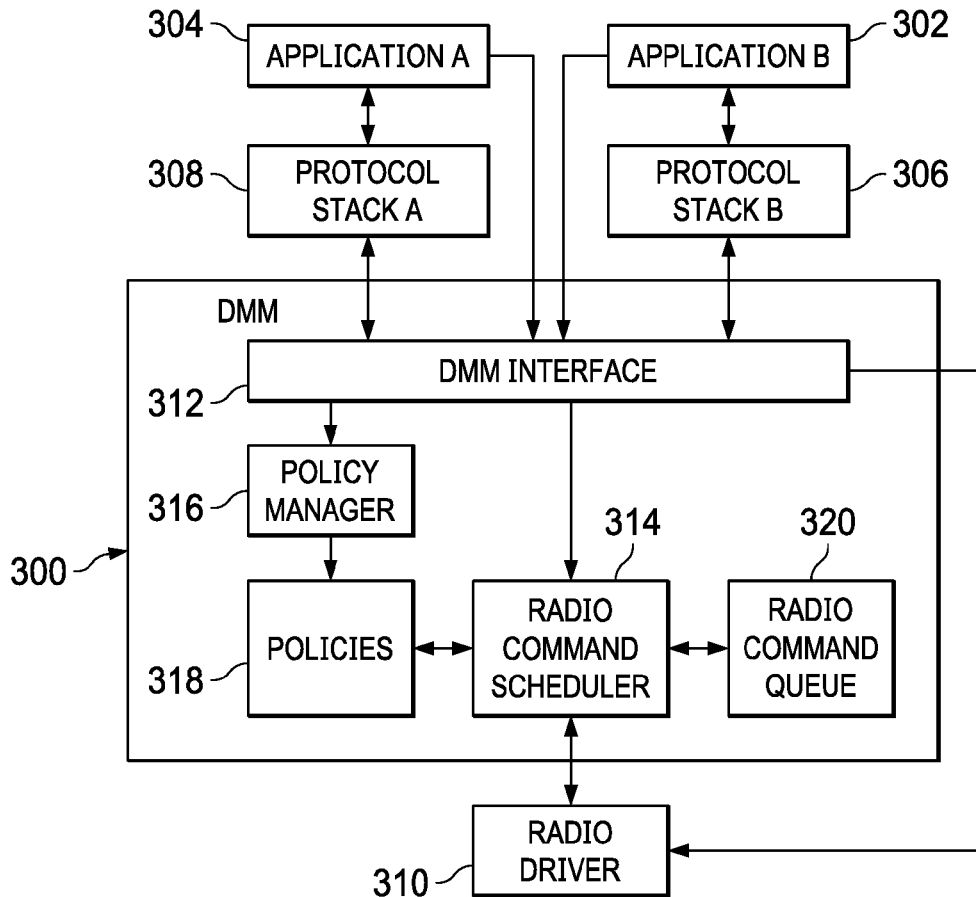 304
APPLICATION A
APPLICATION B
302
308
PROTOCOL
STACK A
PROTOCOL
STACK B
306
DMM
DMM INTERFACE
312
POLICY
MANAGER
316
314
320
300
POLICIES
318
RADIO
COMMAND
SCHEDULER
RADIO
COMMAND
QUEUE
RADIO
DRIVER
310